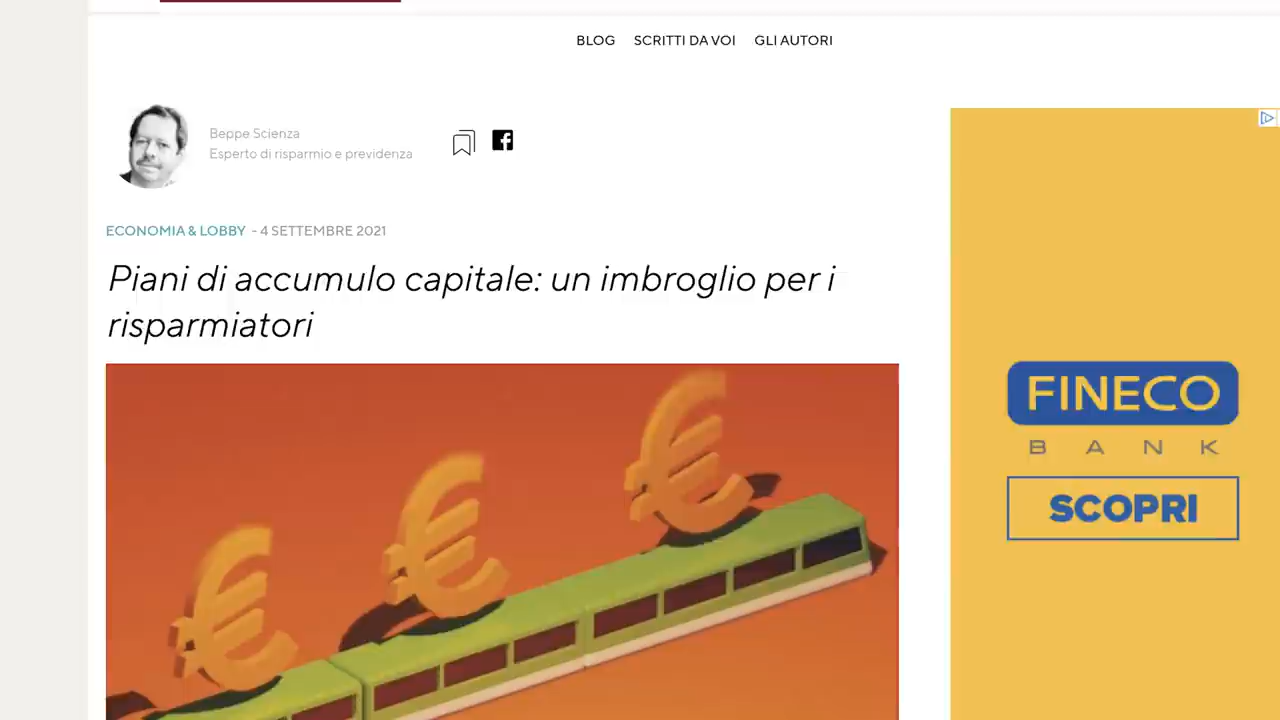 BLOG SCRITTI DA VOI GLI AUTORI
Beppe Scienza
Esperto di risparmio e previdenza
ECONOMIA & LOBBY - 4 SETTEMBRE 2021
Piani di accumulo capitale: un imbroglio per i
risparmiatori
FINECO
BANK
SCOPRI